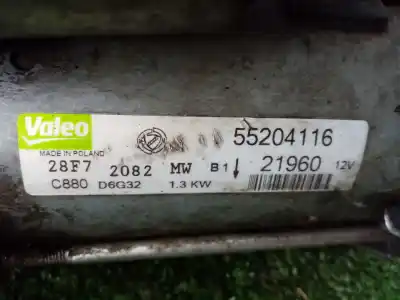 Valeo
55204116
MADE IN POLAND
28F7 2082 MW B1↓ 21960 12V
C880 D6G32 1.3 KW